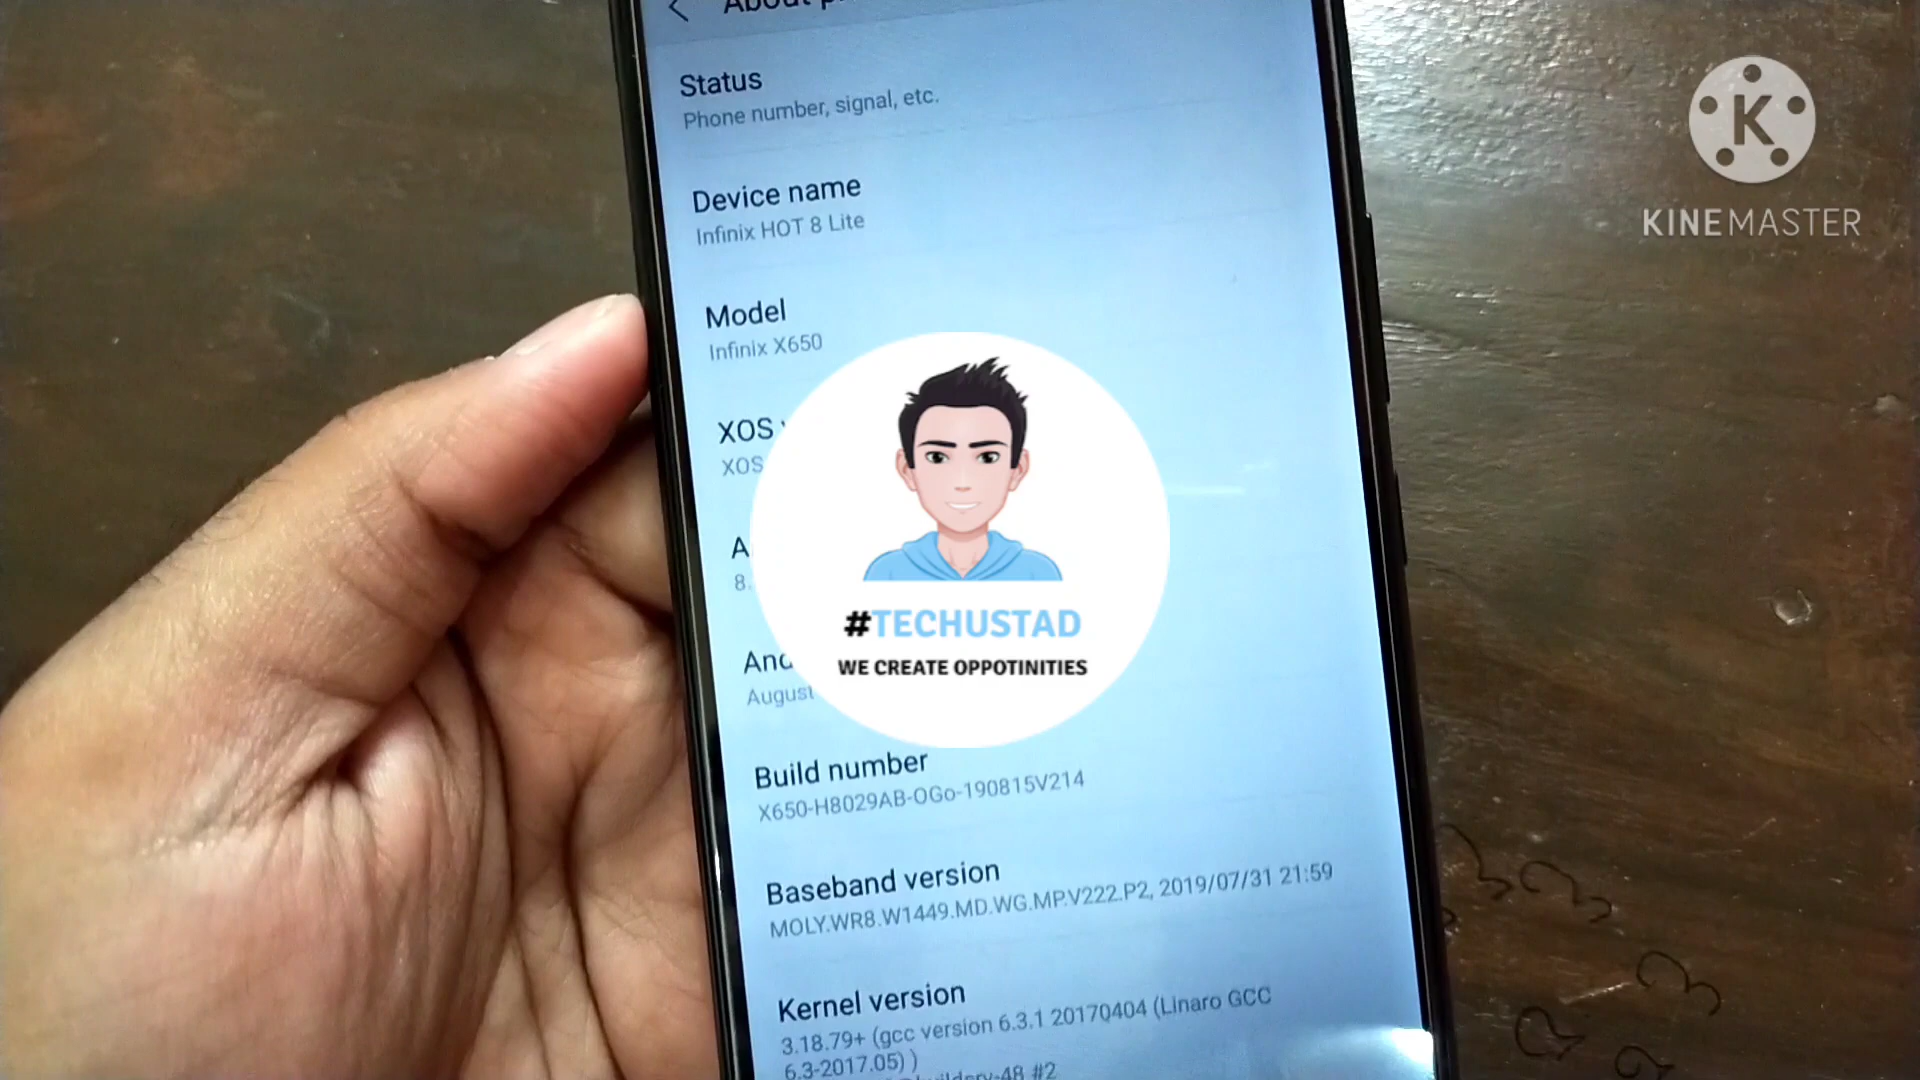 About
Status
Phone number, signal, etc.
Device name
Infinix HOT 8 Lite
Model
Infinix X650
XOS
XOS
8.
August
Build number
X650-H8029AB-OGo-190815V214
Baseband version
MOLY.WR8.W1449.MD.WG.MP.V222.P2, 2019/07/31 21:59
Kernel version
3.18.79+ (gcc version 6.3.1 20170404 (Linaro GCC
6.3-2017.05) )
#2
#TECHUSTAD
WE CREATE OPPOTINITIES
K
KINEMASTER